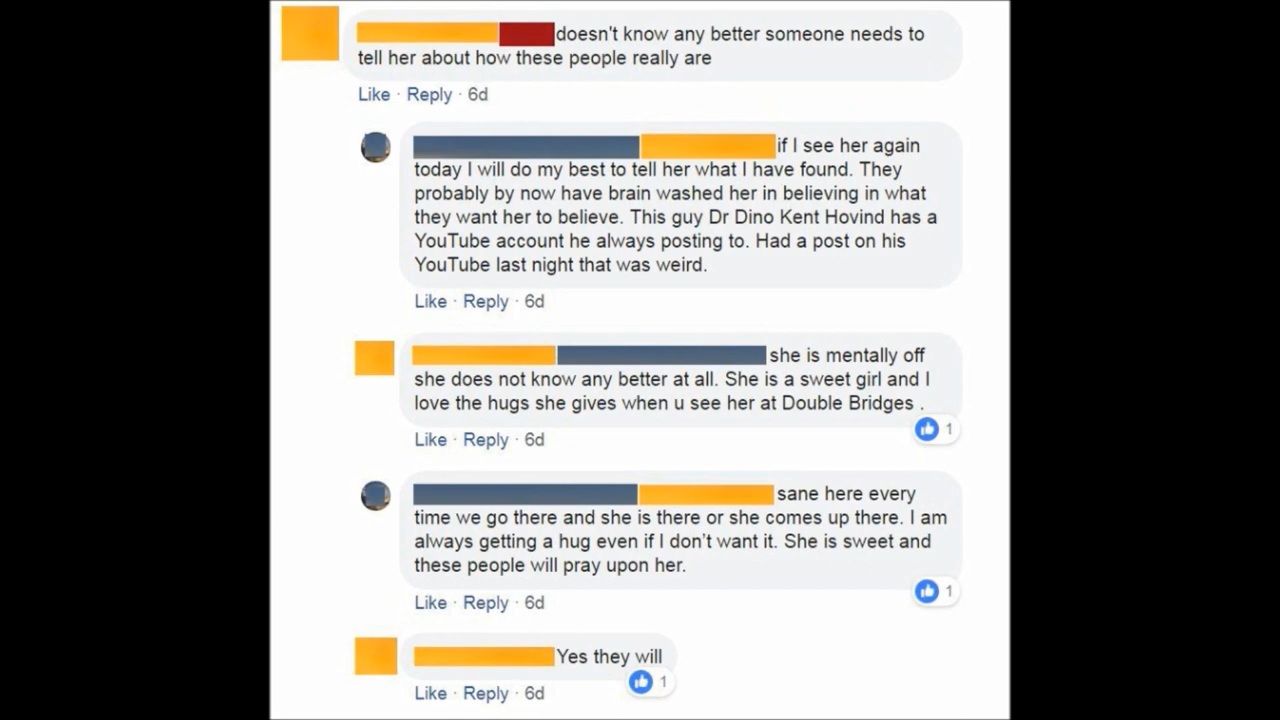 doesn't know any better someone needs to
tell her about how these people really are
Like · Reply · 6d
if I see her again
today I will do my best to tell her what I have found. They
probably by now have brain washed her in believing in what
they want her to believe. This guy Dr Dino Kent Hovind has a
YouTube account he always posting to. Had a post on his
YouTube last night that was weird.
Like · Reply · 6d
she is mentally off
she does not know any better at all. She is a sweet girl and I
love the hugs she gives when u see her at Double Bridges .
1
Like · Reply · 6d
sane here every
time we go there and she is there or she comes up there. I am
always getting a hug even if I don't want it. She is sweet and
these people will pray upon her.
1
Like · Reply · 6d
Yes they will
1
Like · Reply · 6d